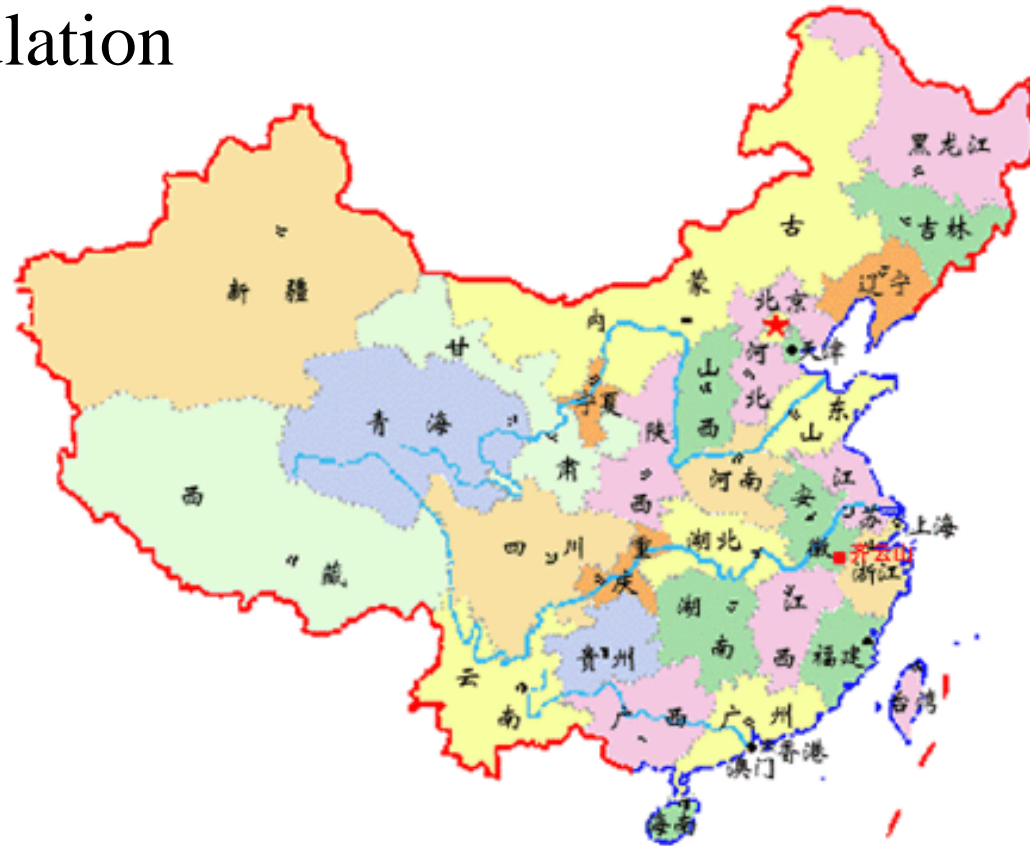 ulation
黑龙江
吉林
辽宁
古
蒙
内
北京
天津
河
北
新疆
甘
肃
宁夏
青海
山
西
陕
西
山
东
河南
江
苏
安
徽
上海
齐云山
浙江
西
藏
四川
重
庆
湖北
湖
南
江
西
福建
贵州
云
南
广西
广州
台湾
香港
澳门
海南